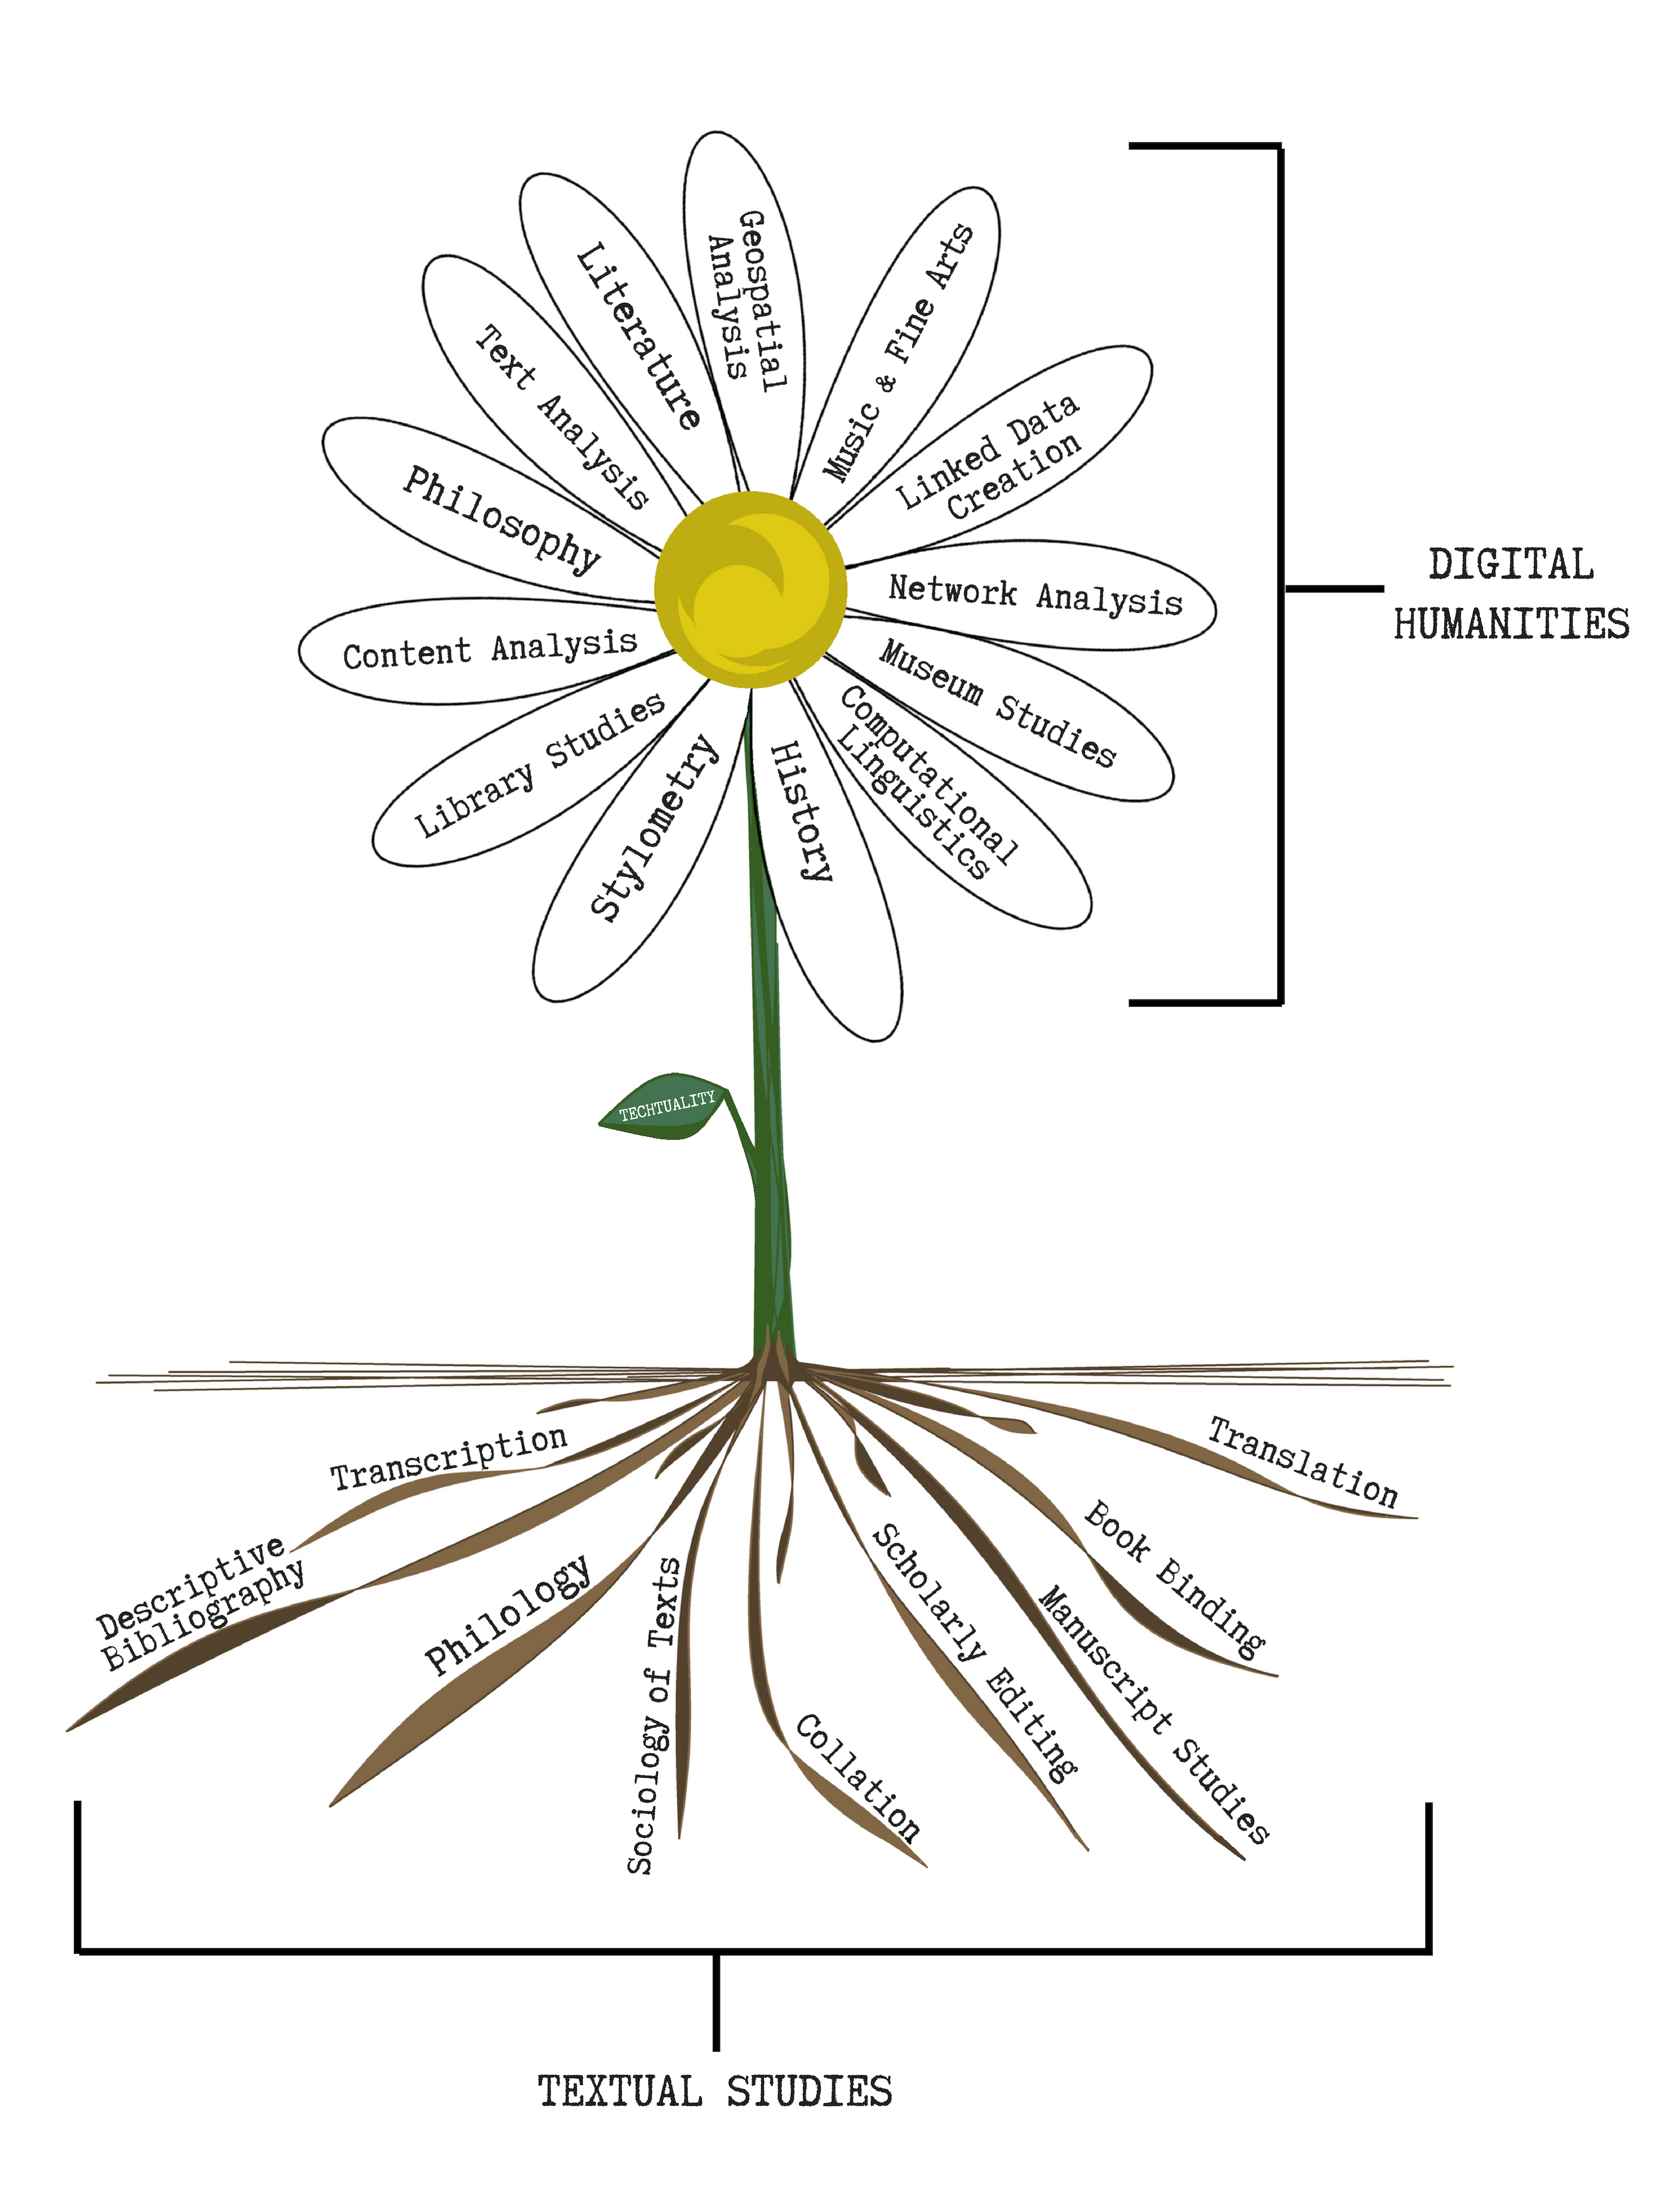 Geospatial
Analysis
Music & Fine Arts
Linked Data
Creation
Network Analysis
Museum Studies
Computational
Linguistics
History
Stylometry
Library Studies
Content Analysis
Philosophy
Text Analysis
Literature
DIGITAL
HUMANITIES
TECHTUALITY
Transcription
Descriptive
Bibliography
Philology
Sociology of Texts
Collation
Scholarly Editing
Manuscript Studies
Book Binding
Translation
TEXTUAL STUDIES